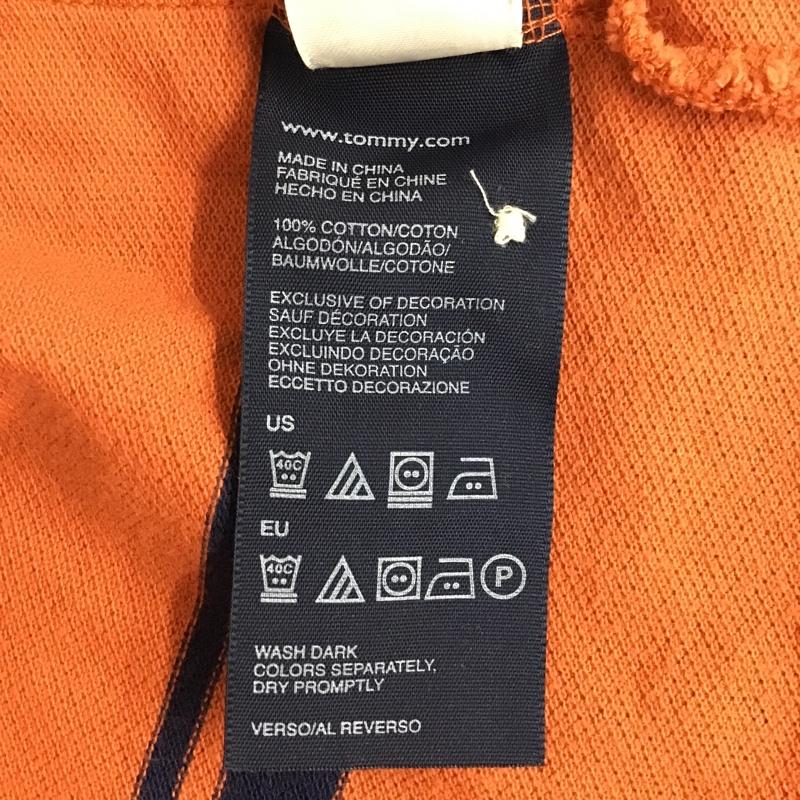 www.tommy.com
MADE IN CHINA
FABRIQUÉ EN CHINE
HECHO EN CHINA
100% COTTON/COTON
ALGODÓN/ALGODÃO/
BAUMWOLLE/COTONE
EXCLUSIVE OF DECORATION
SAUF DÉCORATION
EXCLUYE LA DECORACIÓN
EXCLUINDO DECORAÇAO
OHNE DEKORATION
ECCETTO DECORAZIONE
US
40C
EU
40C P
WASH DARK
COLORS SEPARATELY.
DRY PROMPTLY
VERSO/AL REVERSO